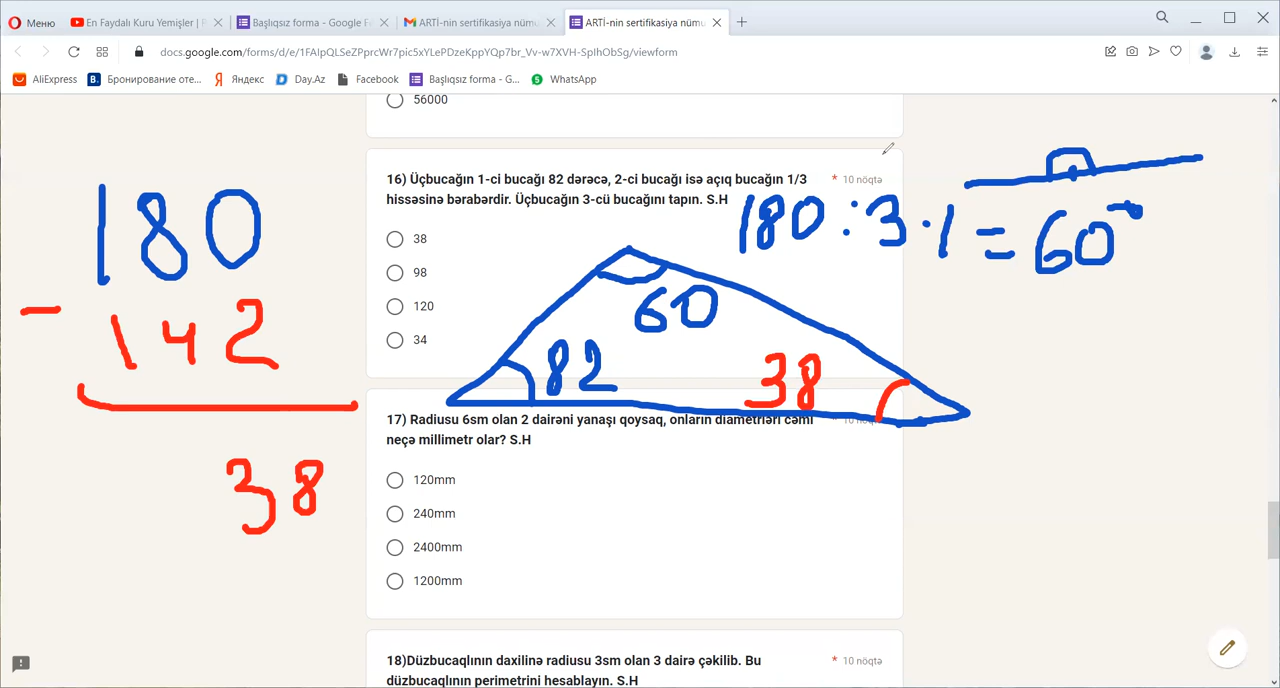 Меню
En Faydalı Kuru Yemişler |
Başlıqsız forma - Google F
ARTİ-nin sertifikasiya nümu
ARTİ-nin sertifikasiya nümu
docs.google.com/forms/d/e/1FAIpQLSeZPprcWr7pic5xYLePDzeKppYQp7br_Vv-w7XVH-SpIhObSg/viewform
AliExpress
Бронирование оте...
Яндекс
Day.Az
Facebook
Başlıqsız forma - G...
WhatsApp
56000
16) Üçbucağın 1-ci bucağı 82 dərəcə, 2-ci bucağı isə açıq bucağın 1/3
hissəsinə bərabərdir. Üçbucağın 3-cü bucağını tapın. S.H
* 10 nöqtə
38
98
120
34
180 : 3 · 1 = 60°
60
82
38
180
- 142
38
17) Radiusu 6sm olan 2 dairəni yanaşı qoysaq, onların diametrləri cəmi
neçə millimetr olar? S.H
* 10 nöqtə
120mm
240mm
2400mm
1200mm
18)Düzbucaqlının daxilinə radiusu 3sm olan 3 dairə çəkilib. Bu
düzbucaqlının perimetrini hesablayın. S.H
* 10 nöqtə